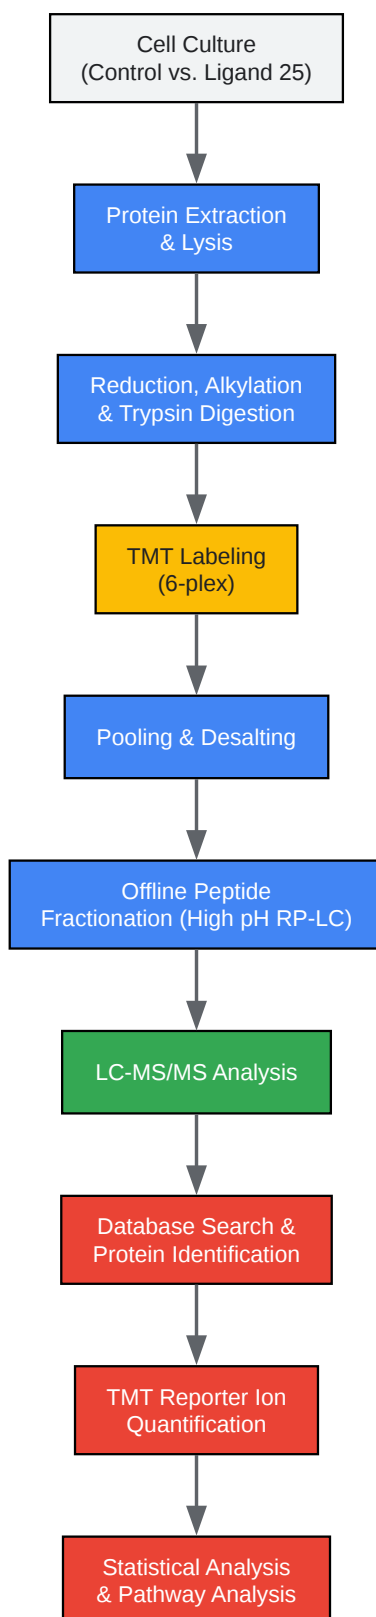 Cell Culture
(Control vs. Ligand 25)
Protein Extraction
& Lysis
Reduction, Alkylation
& Trypsin Digestion
TMT Labeling
(6-plex)
Pooling & Desalting
Offline Peptide
Fractionation (High pH RP-LC)
LC-MS/MS Analysis
Database Search &
Protein Identification
TMT Reporter Ion
Quantification
Statistical Analysis
& Pathway Analysis